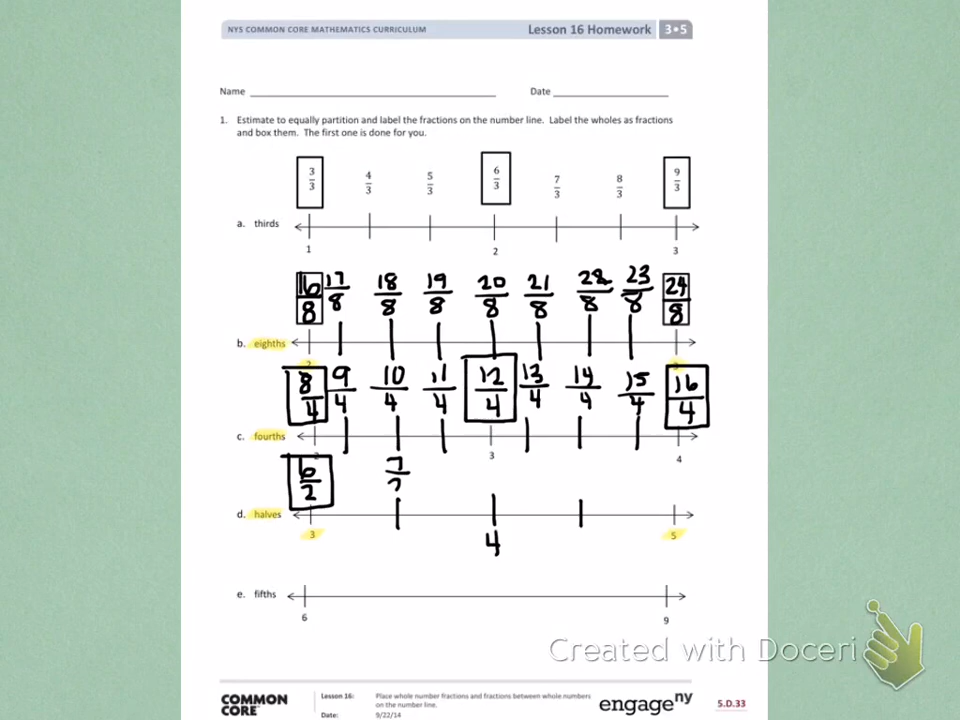 NYS COMMON CORE MATHEMATICS CURRICULUM Lesson 16 Homework 3•5
Name Date
1. Estimate to equally partition and label the fractions on the number line. Label the wholes as fractions
and box them. The first one is done for you.
3/3 4/3 5/3 6/3 7/3 8/3 9/3
a. thirds
1 2 3
16/8 17/8 18/8 19/8 20/8 21/8 22/8 23/8 24/8
b. eighths
8/4 9/4 10/4 11/4 12/4 13/4 14/4 15/4 16/4
c. fourths
2 3 4
6/2 7/2
d. halves
3 4 5
e. fifths
6 9
Created with Doceri
COMMON
CORE
Lesson 16: Place whole number fractions and fractions between whole numbers
on the number line.
Date: 9/22/14
engage ny
5.D.33